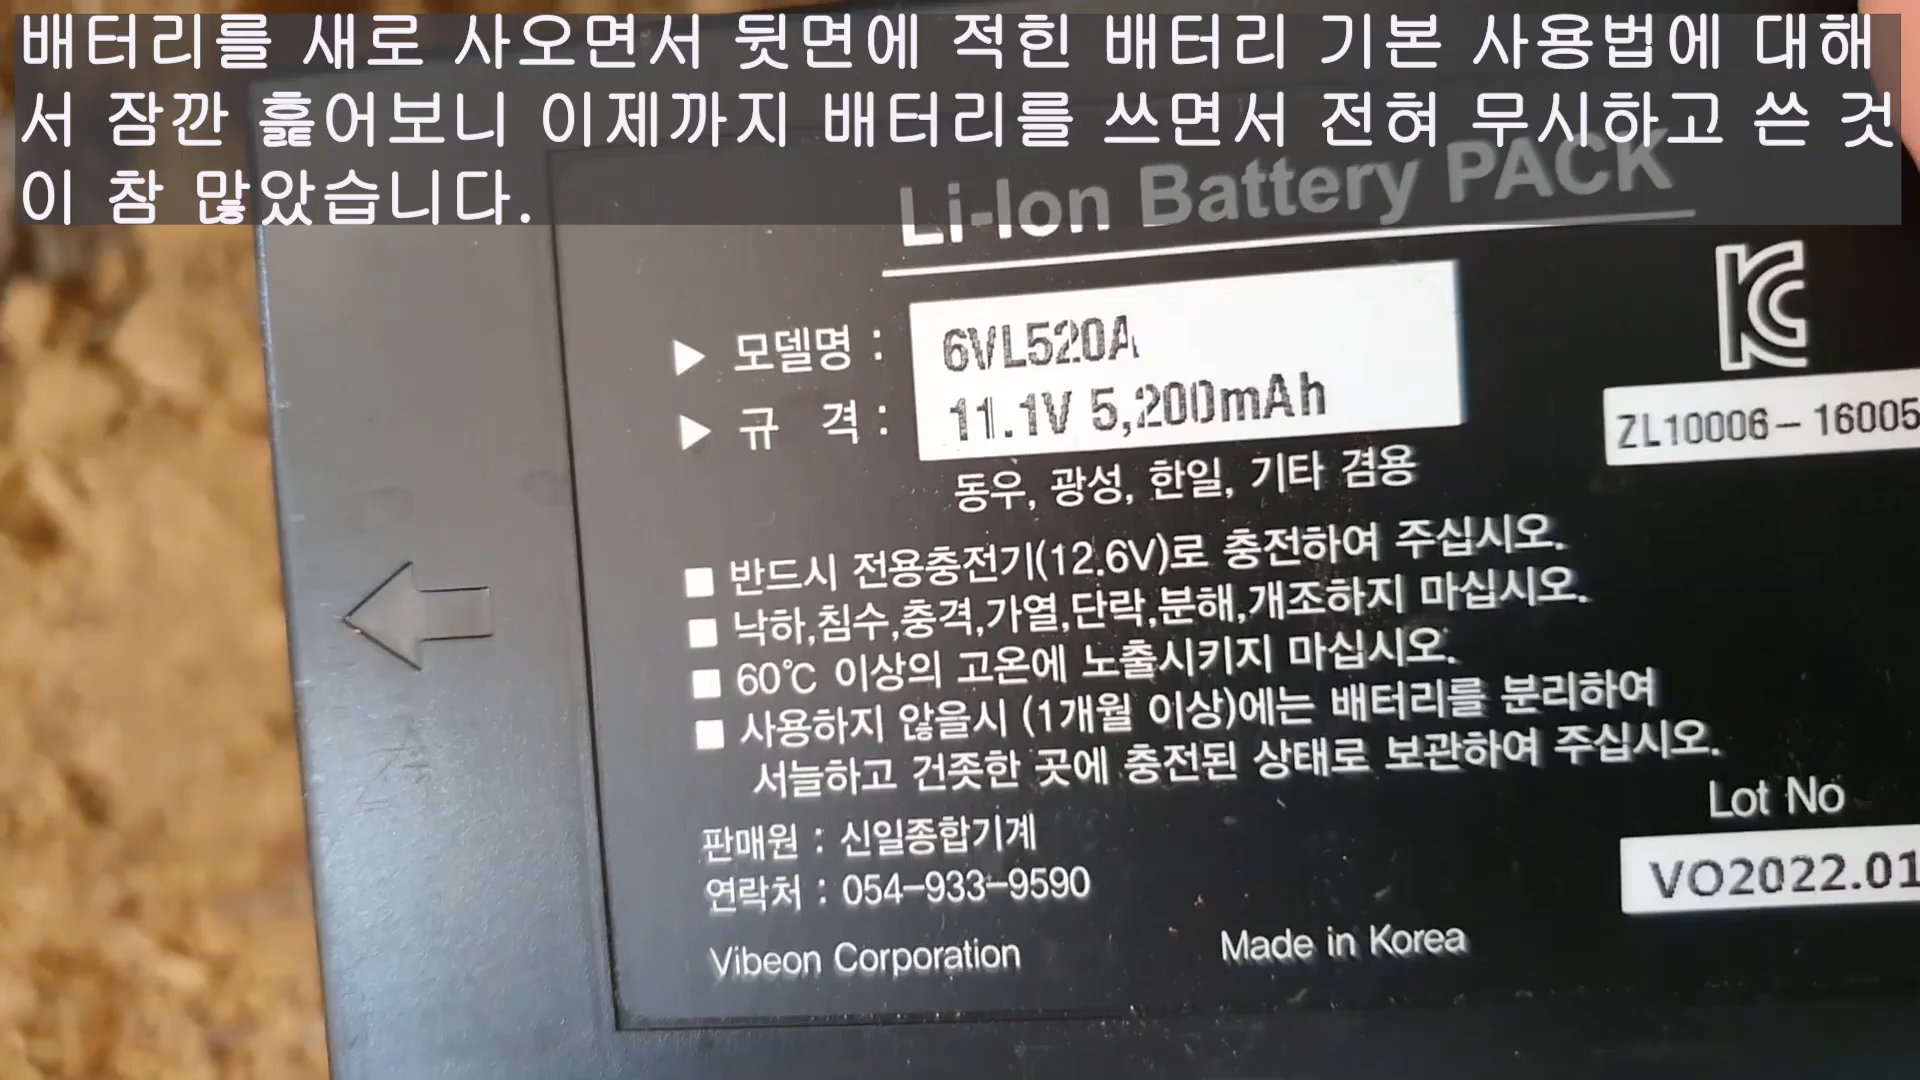 배터리를 새로 사오면서 뒷면에 적힌 배터리 기본 사용법에 대해
서 잠깐 흝어보니 이제까지 배터리를 쓰면서 전혀 무시하고 쓴 것
이 참 많았습니다.
Li-Ion Battery PACK
▶ 모델명 : 6VL520A
▶ 규 격 : 11.1V 5,200mAh
동우, 광성, 한일, 기타 겸용
ZL10006-16005
■ 반드시 전용충전기(12.6V)로 충전하여 주십시오.
■ 낙하,침수,충격,가열,단락,분해,개조하지 마십시오.
■ 60℃ 이상의 고온에 노출시키지 마십시오.
■ 사용하지 않을시 (1개월 이상)에는 배터리를 분리하여
서늘하고 건좃한 곳에 충전된 상태로 보관하여 주십시오.
Lot No
VO2022.01
판매원 : 신일종합기계
연락처 : 054-933-9590
Vibeon Corporation
Made in Korea